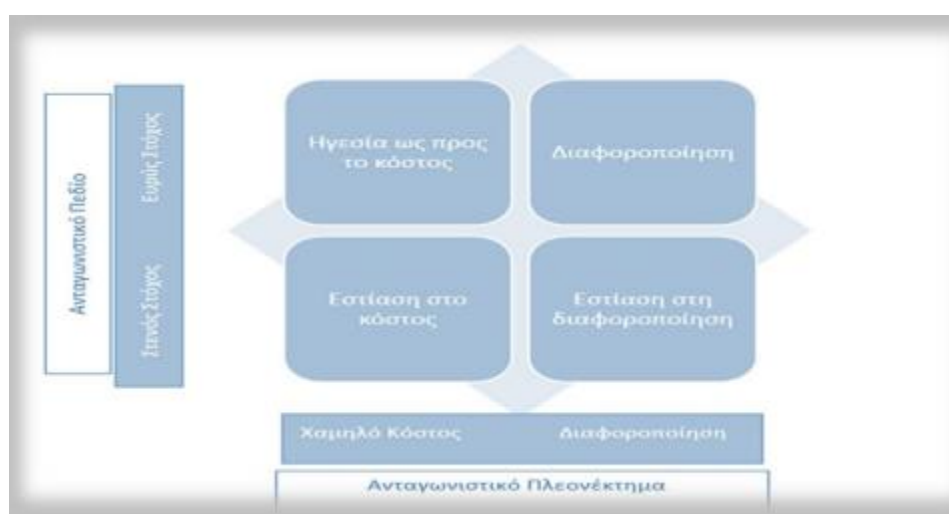 Ανταγωνιστικό Πεδίο
Ευρύς Στόχος
Στενός Στόχος
Ηγεσία ως προς
το κόστος
Διαφοροποίηση
Εστίαση στο
κόστος
Εστίαση στη
διαφοροποίηση
Χαμηλό Κόστος
Διαφοροποίηση
Ανταγωνιστικό Πλεονέκτημα